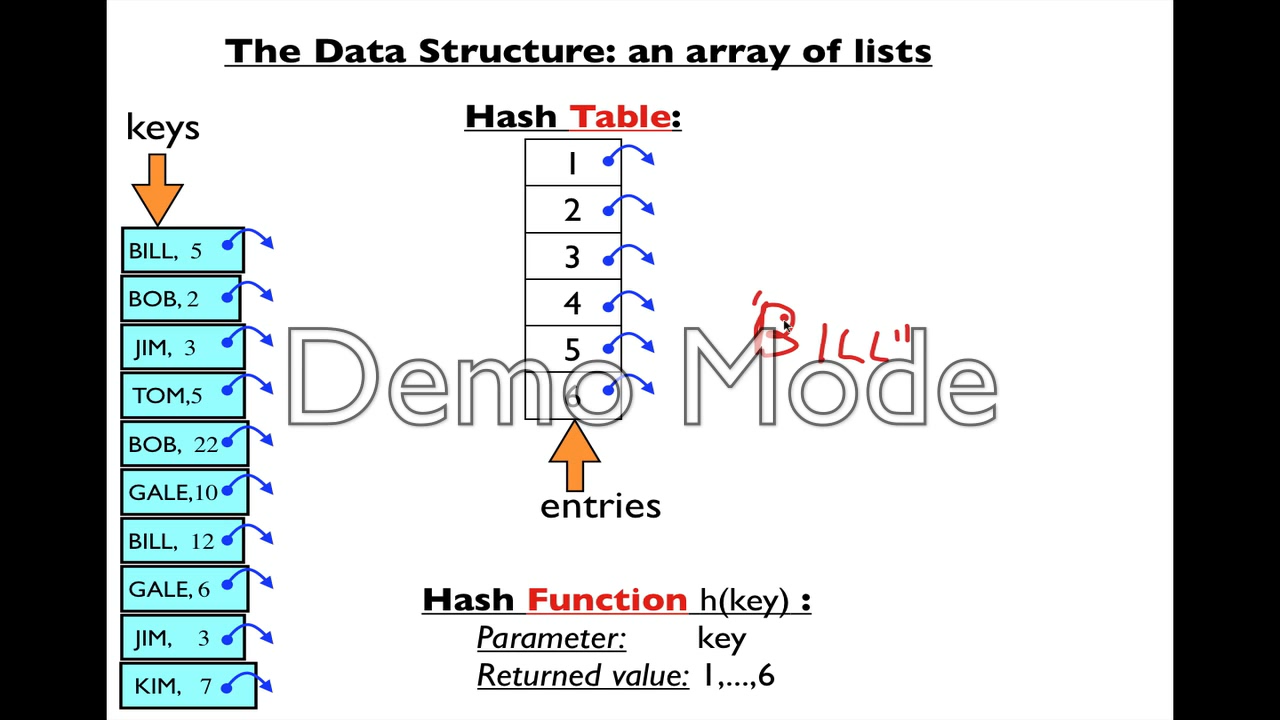 The Data Structure: an array of lists
keys
BILL, 5
BOB, 2
JIM, 3
TOM,5
BOB, 22
GALE,10
BILL, 12
GALE, 6
JIM, 3
KIM, 7
Hash Table:
1
2
3
4
5
6
entries
"BILL"
Demo Mode
Hash Function h(key) :
Parameter: key
Returned value: 1,...,6